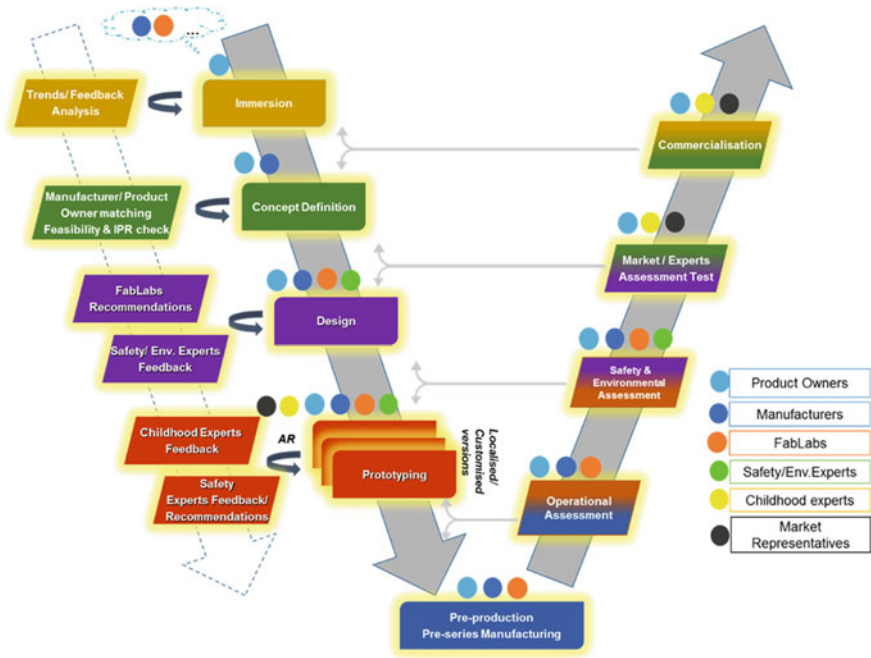 ...
Trends/ Feedback
Analysis
Immersion
Commercialisation
Manufacturer/ Product
Owner matching
Feasibility & IPR check
Concept Definition
Market / Experts
Assessment Test
FabLabs
Recommendations
Design
Safety/ Env. Experts
Feedback
Safety &
Environmental
Assessment
Childhood Experts
Feedback
AR
Prototyping
Localised/
Customised
versions
Safety
Experts Feedback/
Recommendations
Operational
Assessment
Pre-production
Pre-series Manufacturing
Product Owners
Manufacturers
FabLabs
Safety/Env.Experts
Childhood experts
Market
Representatives